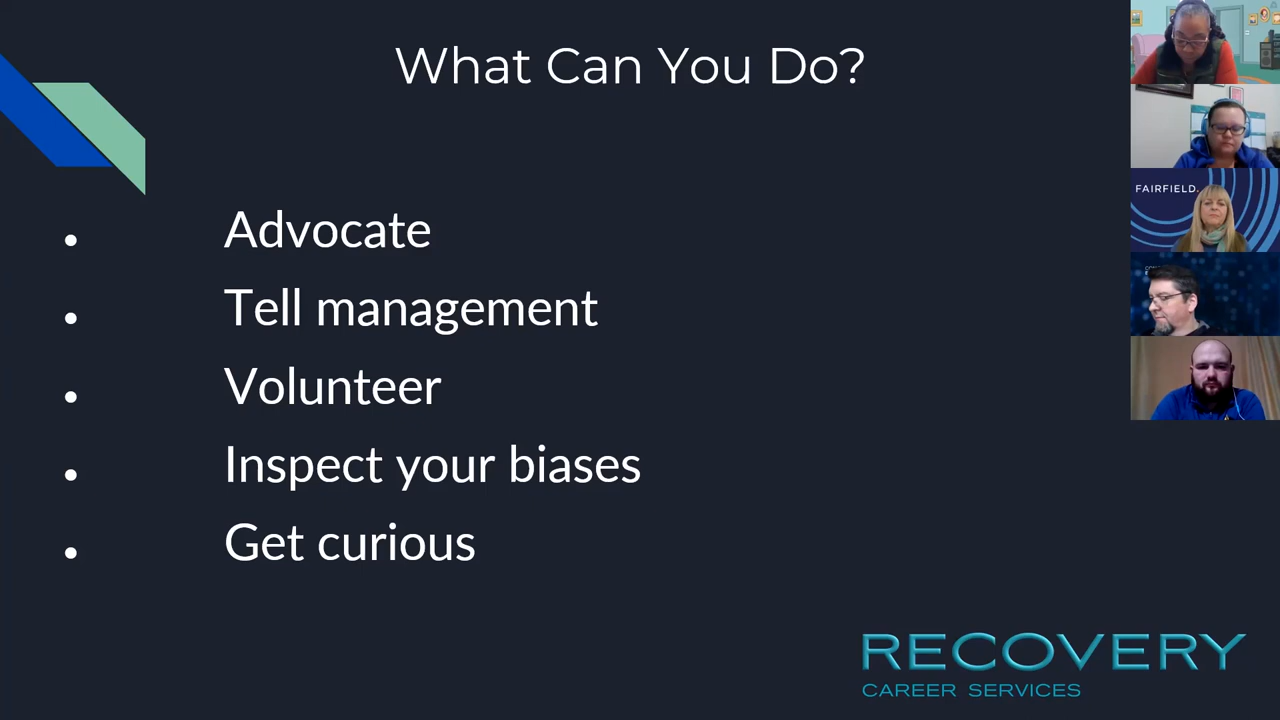 What Can You Do?
FAIRFIELD.
Advocate
Tell management
Volunteer
Inspect your biases
Get curious
RECOVERY
CAREER SERVICES